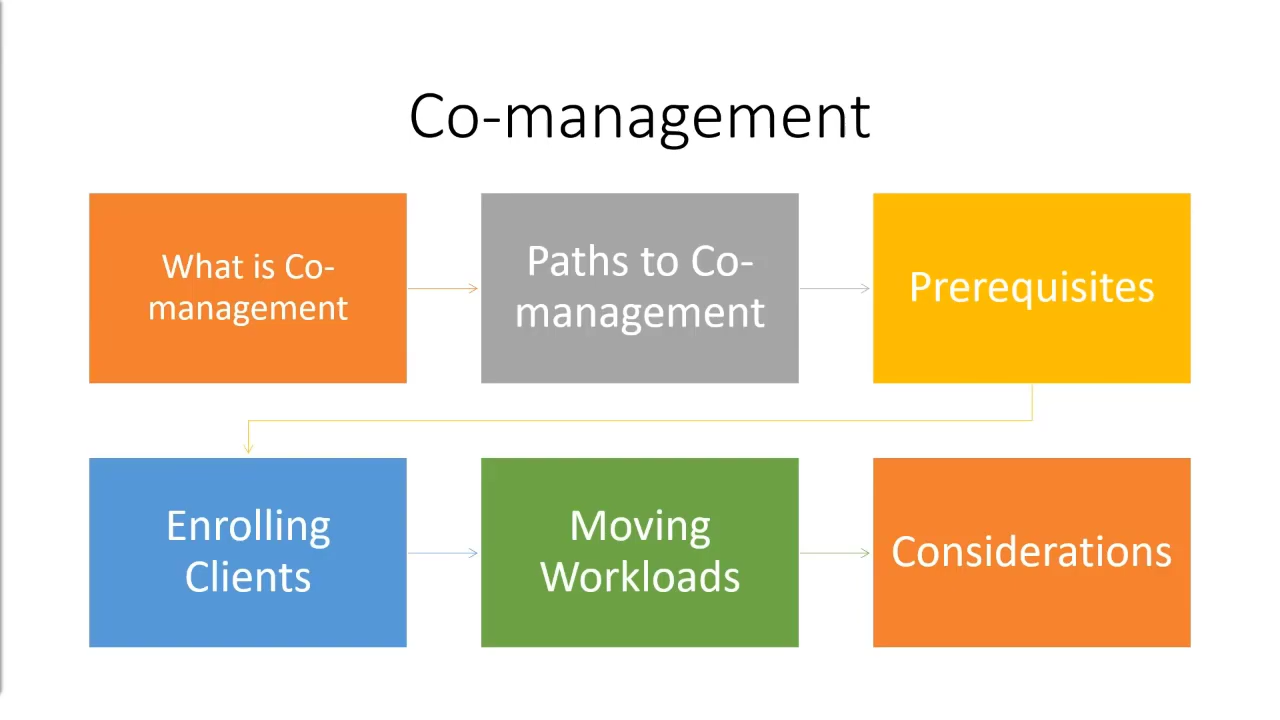 Co-management
What is Co-
management
Paths to Co-
management
Prerequisites
Enrolling
Clients
Moving
Workloads
Considerations